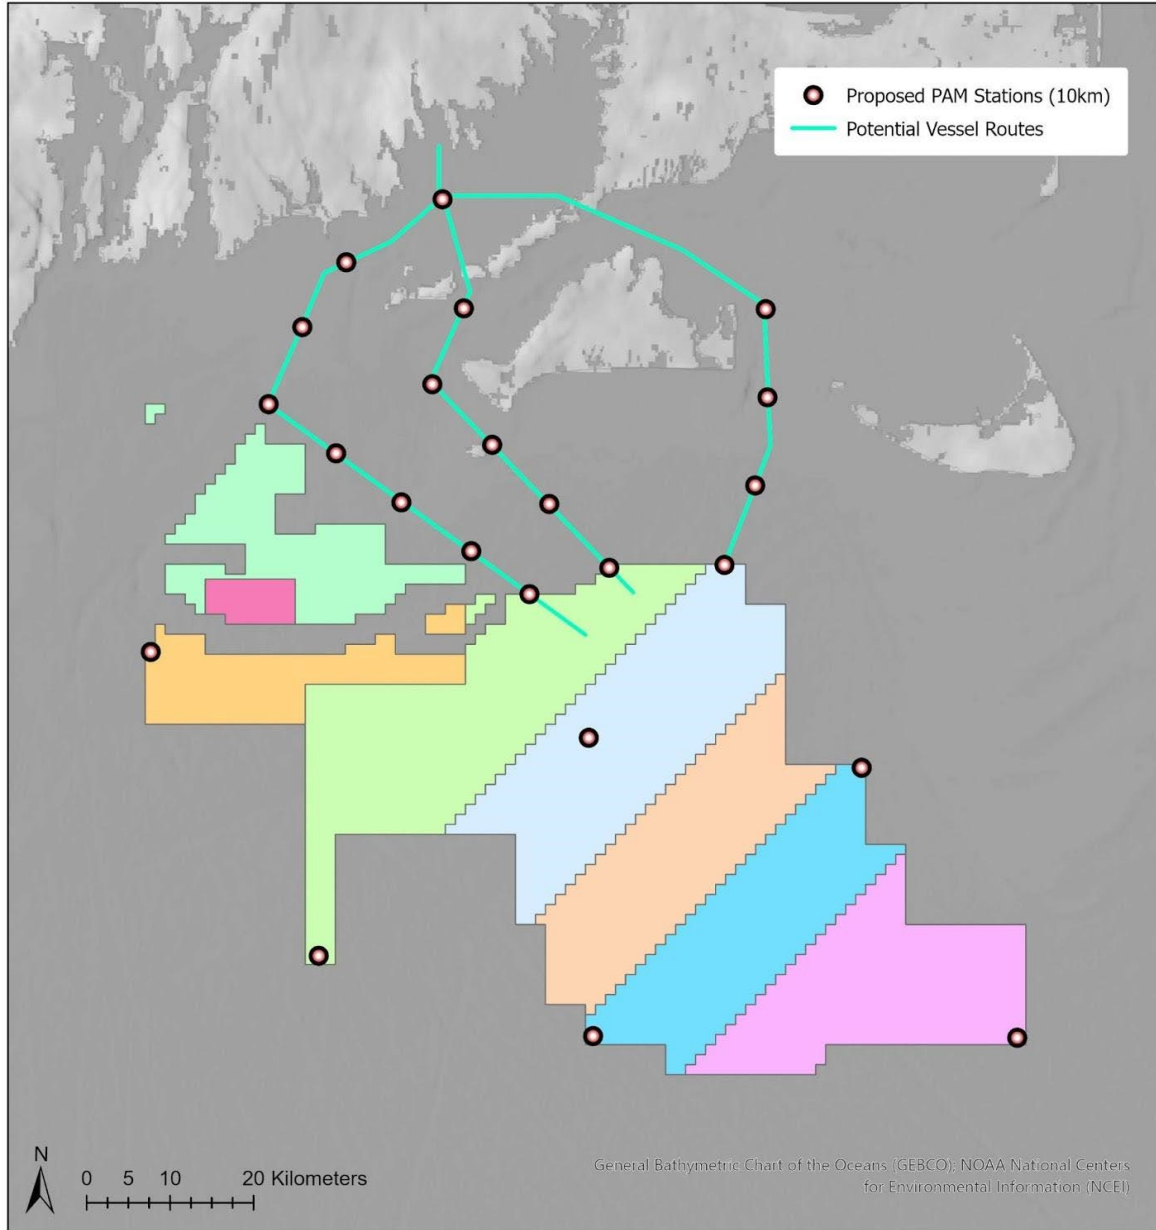 Proposed PAM Stations (10km)
Potential Vessel Routes
N
0 5 10 20 Kilometers
General Bathymetric Chart of the Oceans (GEBCO); NOAA National Centers
for Environmental Information (NCEI)